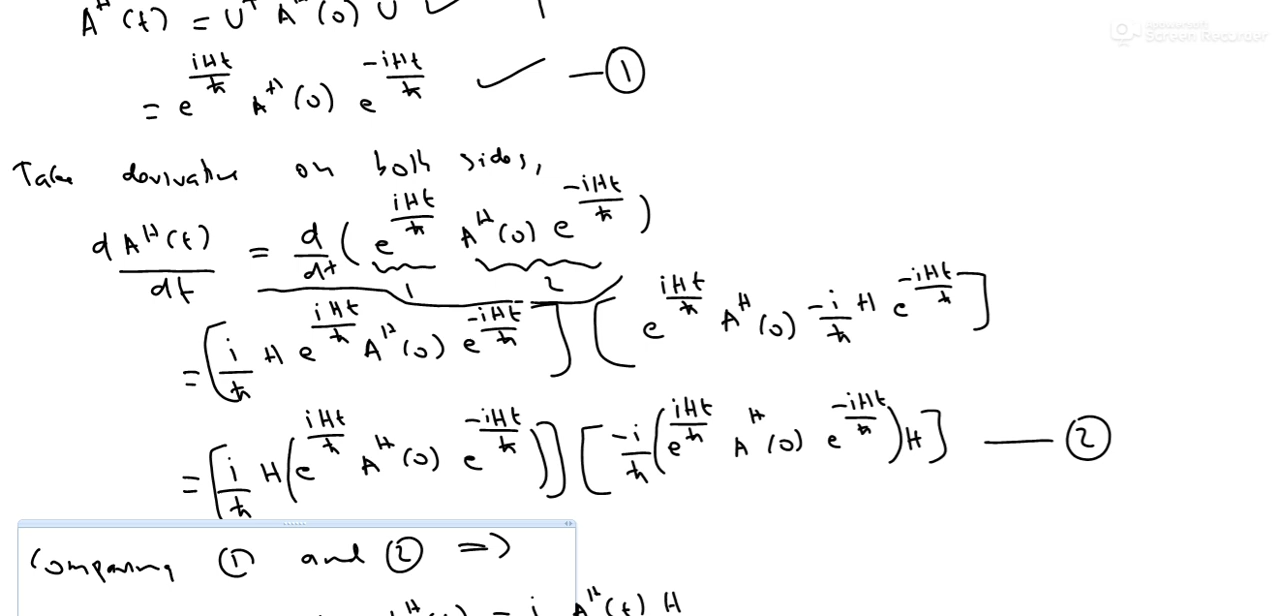 Apowersoft
Screen Recorder
A^H(t) = U^† A^H(0) U ✓
= e^{iHt/ħ} A^H(0) e^{-iHt/ħ} ✓ —①
Take derivative on both sides,
dA^H(t)/dt = d/dt ( e^{iHt/ħ} A^H(0) e^{-iHt/ħ} )
1 2
= [ i/ħ H e^{iHt/ħ} A^H(0) e^{-iHt/ħ} ] [ e^{iHt/ħ} A^H(0) -i/ħ H e^{-iHt/ħ} ]
= [ i/ħ H ( e^{iHt/ħ} A^H(0) e^{-iHt/ħ} ) ] [ -i/ħ ( e^{iHt/ħ} A^H(0) e^{-iHt/ħ} ) H ] —②
Comparing ① and ② =>
A^H(t) H